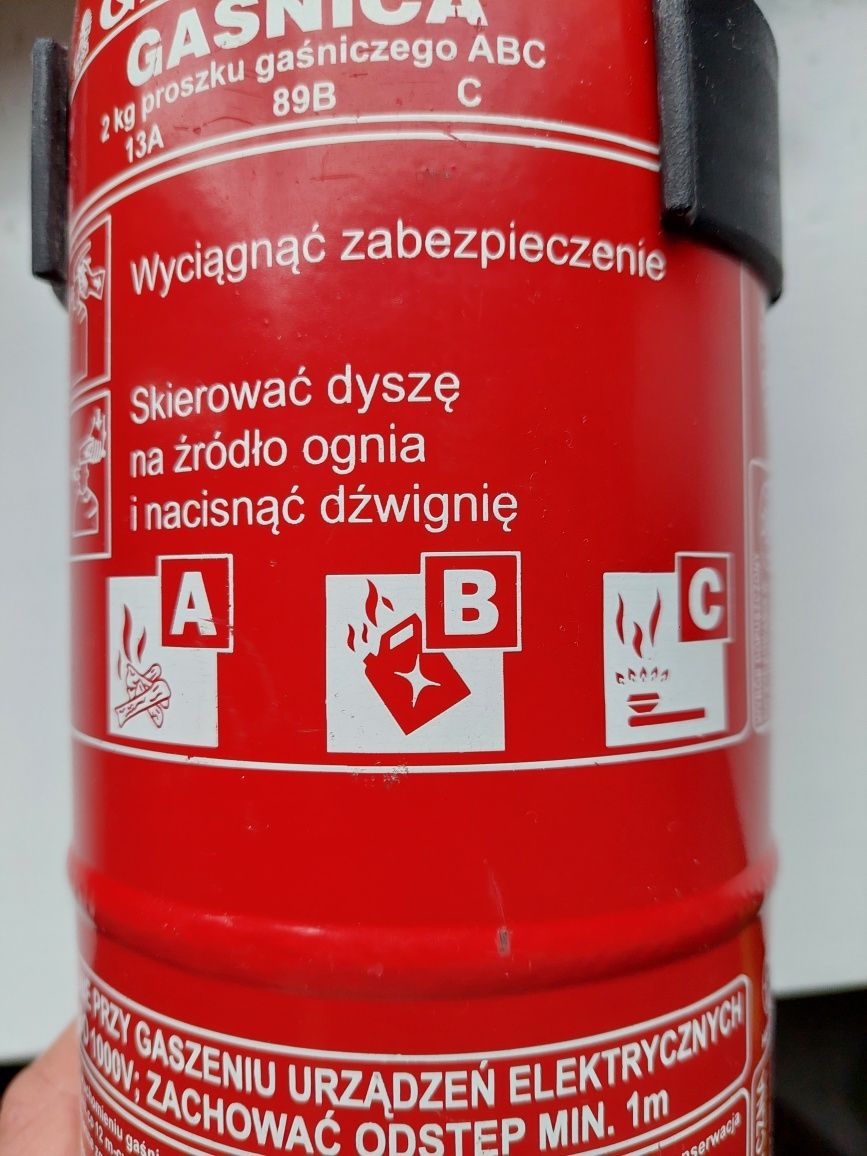 GAŚNICA
2 kg proszku gaśniczego ABC
13A 89B C
Wyciągnąć zabezpieczenie
Skierować dyszę
na źródło ognia
i nacisnąć dźwignię
A B C
PRZY GASZENIU URZĄDZEŃ ELEKTRYCZNYCH
1000V; ZACHOWAĆ ODSTĘP MIN. 1m